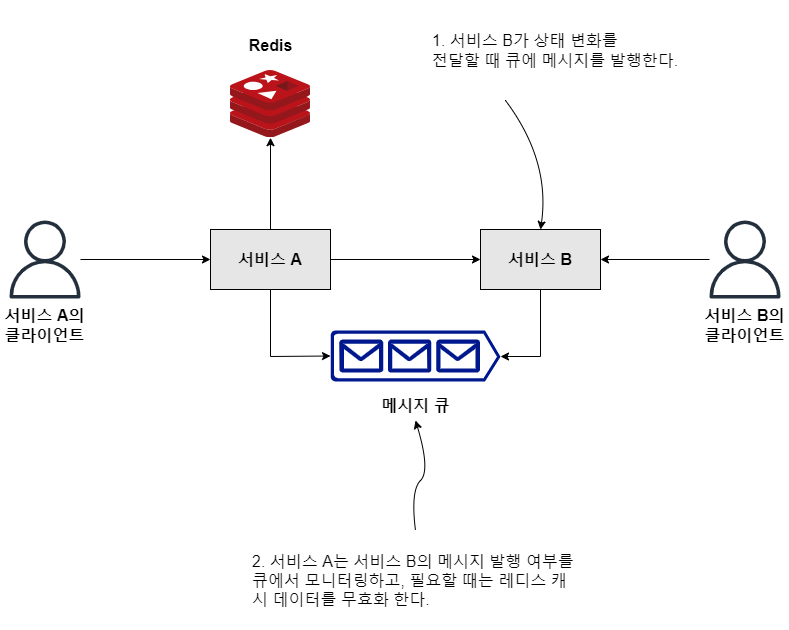 Redis
1. 서비스 B가 상태 변화를
전달할 때 큐에 메시지를 발행한다.
서비스 A
서비스 B
서비스 A의
클라이언트
서비스 B의
클라이언트
메시지 큐
2. 서비스 A는 서비스 B의 메시지 발행 여부를
큐에서 모니터링하고, 필요할 때는 레디스 캐
시 데이터를 무효화 한다.